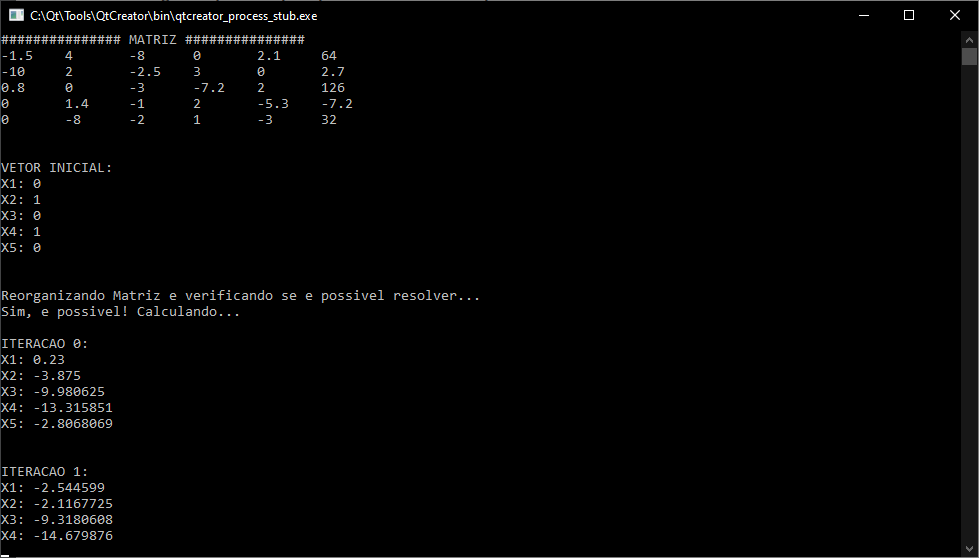 C:\Qt\Tools\QtCreator\bin\qtcreator_process_stub.exe
############### MATRIZ ###############
-1.5 4 -8 0 2.1 64
-10 2 -2.5 3 0 2.7
0.8 0 -3 -7.2 2 126
0 1.4 -1 2 -5.3 -7.2
0 -8 -2 1 -3 32
VETOR INICIAL:
X1: 0
X2: 1
X3: 0
X4: 1
X5: 0
Reorganizando Matriz e verificando se e possivel resolver...
Sim, e possivel! Calculando...
ITERACAO 0:
X1: 0.23
X2: -3.875
X3: -9.980625
X4: -13.315851
X5: -2.8068069
ITERACAO 1:
X1: -2.544599
X2: -2.1167725
X3: -9.3180608
X4: -14.679876